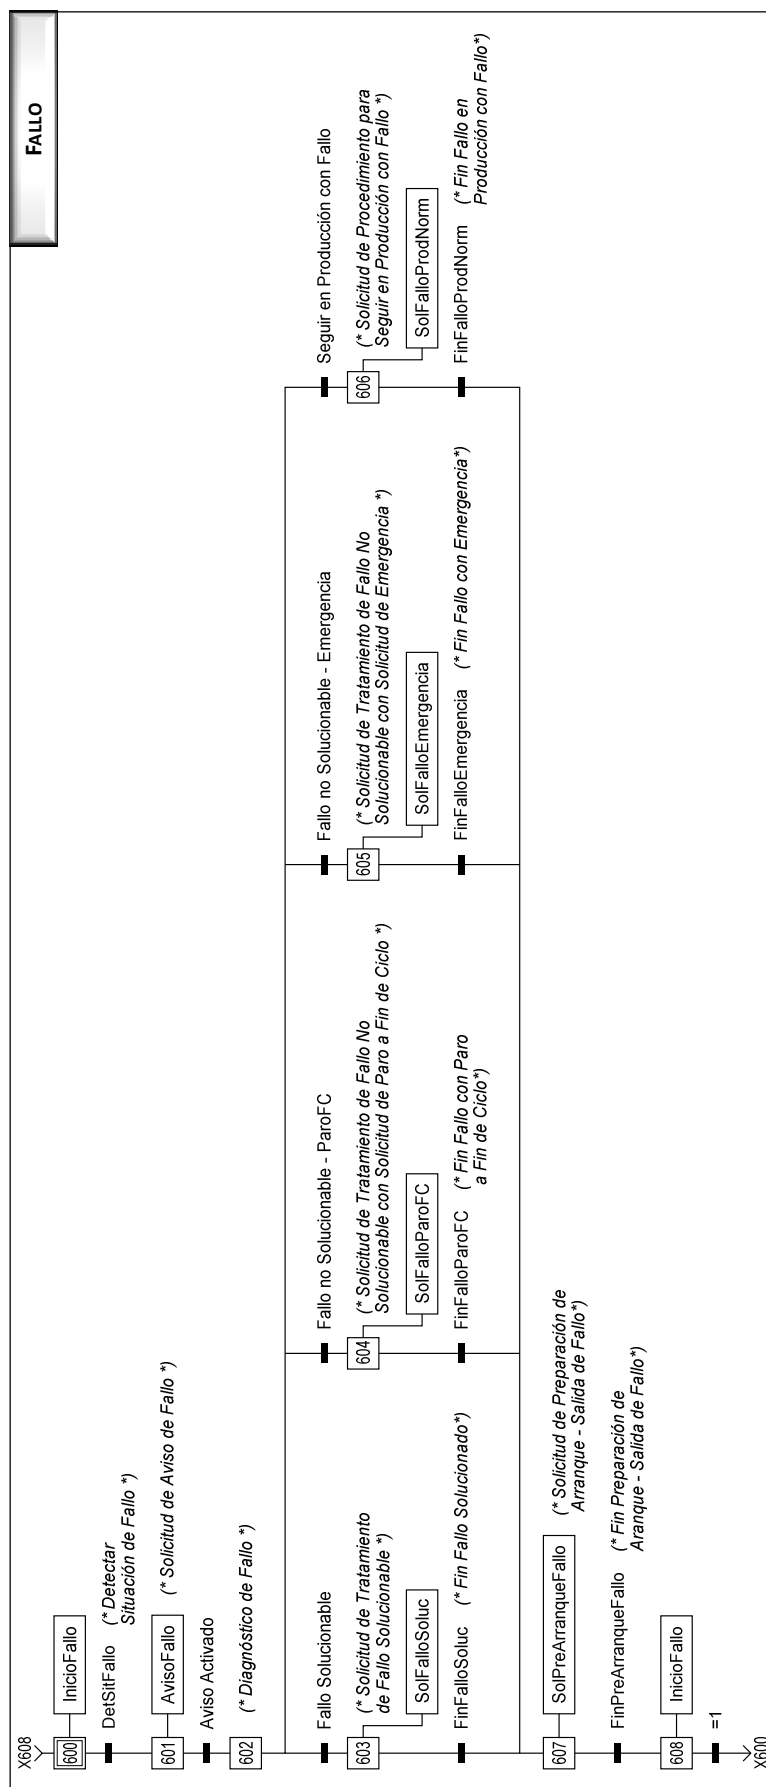 FALLO
X608
600
InicioFallo
DetSitFallo
(* Detectar
Situación de Fallo *)
601
AvisoFallo
(* Solicitud de Aviso de Fallo *)
Aviso Activado
602
(* Diagnóstico de Fallo *)
Fallo Solucionable
603
(* Solicitud de Tratamiento
de Fallo Solucionable *)
SolFalloSoluc
FinFalloSoluc
(* Fin Fallo Solucionado*)
Fallo no Solucionable - ParoFC
604
(* Solicitud de Tratamiento de Fallo No
Solucionable con Solicitud de Paro a Fin de Ciclo *)
SolFalloParoFC
FinFalloParoFC
(* Fin Fallo con Paro
a Fin de Ciclo*)
Fallo no Solucionable - Emergencia
605
(* Solicitud de Tratamiento de Fallo No
Solucionable con Solicitud de Emergencia *)
SolFalloEmergencia
FinFalloEmergencia
(* Fin Fallo con Emergencia*)
Seguir en Producción con Fallo
606
(* Solicitud de Procedimiento para
Seguir en Producción con Fallo *)
SolFalloProdNorm
FinFalloProdNorm
(* Fin Fallo en
Producción con Fallo*)
607
SolPreArranqueFallo
(* Solicitud de Preparación de
Arranque - Salida de Fallo*)
FinPreArranqueFallo
(* Fin Preparación de
Aranque - Salida de Fallo*)
608
InicioFallo
=1
X600